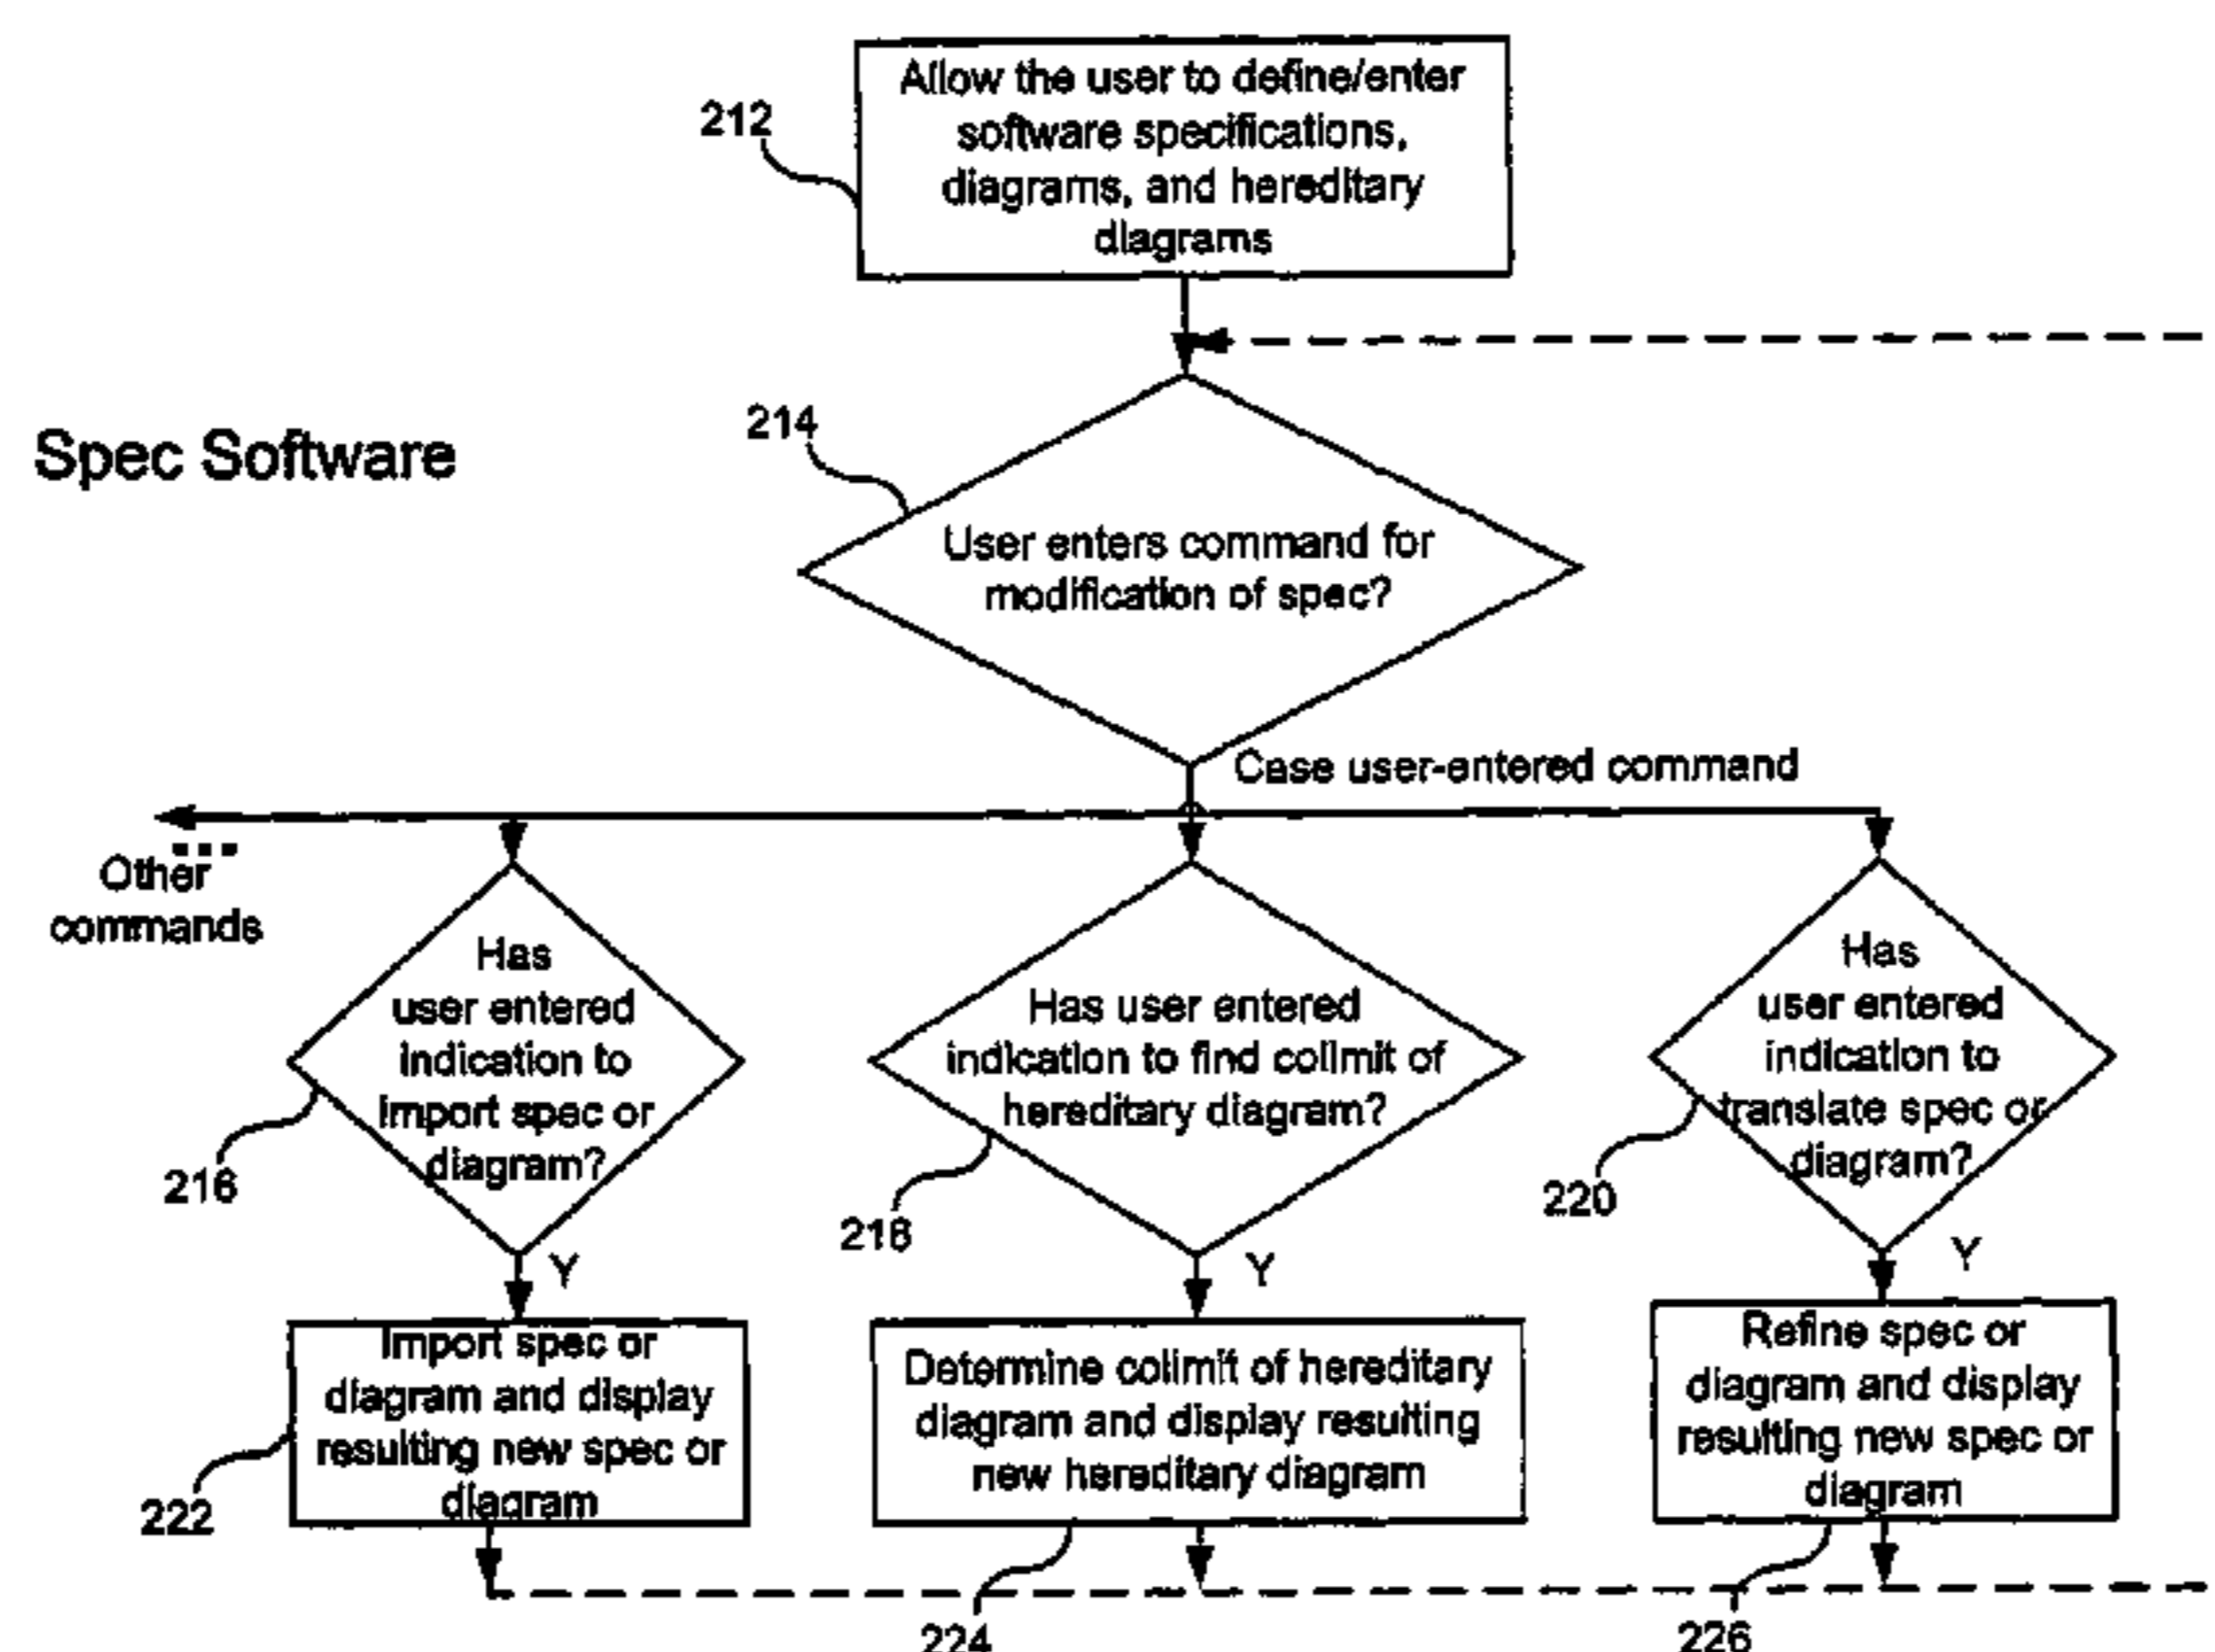 Allow the user to define/enter
software specifications,
diagrams, and hereditary
diagrams
212
214
Spec Software
User enters command for
modification of spec?
Case user-entered command
...
Other
commands
Has
user entered
indication to
import spec or
diagram?
216
Has user entered
indication to find colimit of
hereditary diagram?
218
Has
user entered
indication to
translate spec or
diagram?
220
Y
Y
Y
Import spec or
diagram and display
resulting new spec or
diagram
222
Determine colimit of hereditary
diagram and display resulting
new hereditary diagram
224
Refine spec or
diagram and display
resulting new spec or
diagram
226